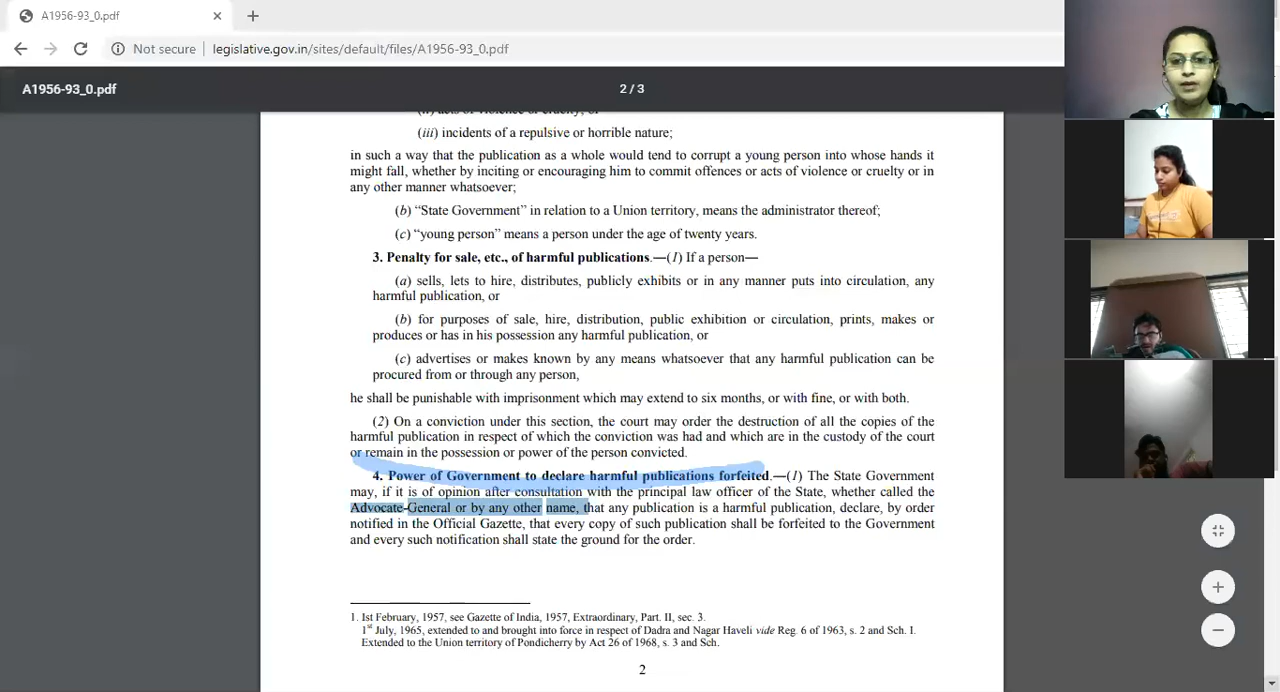 A1956-93_0.pdf
Not secure
legislative.gov.in/sites/default/files/A1956-93_0.pdf
A1956-93_0.pdf
2 / 3
(ii) acts of violence or cruelty; or
(iii) incidents of a repulsive or horrible nature;
in such a way that the publication as a whole would tend to corrupt a young person into whose hands it
might fall, whether by inciting or encouraging him to commit offences or acts of violence or cruelty or in
any other manner whatsoever;
(b) “State Government” in relation to a Union territory, means the administrator thereof;
(c) “young person” means a person under the age of twenty years.
3. Penalty for sale, etc., of harmful publications.—(1) If a person—
(a) sells, lets to hire, distributes, publicly exhibits or in any manner puts into circulation, any
harmful publication, or
(b) for purposes of sale, hire, distribution, public exhibition or circulation, prints, makes or
produces or has in his possession any harmful publication, or
(c) advertises or makes known by any means whatsoever that any harmful publication can be
procured from or through any person,
he shall be punishable with imprisonment which may extend to six months, or with fine, or with both.
(2) On a conviction under this section, the court may order the destruction of all the copies of the
harmful publication in respect of which the conviction was had and which are in the custody of the court
or remain in the possession or power of the person convicted.
4. Power of Government to declare harmful publications forfeited.—(1) The State Government
may, if it is of opinion after consultation with the principal law officer of the State, whether called the
Advocate-General or by any other name, that any publication is a harmful publication, declare, by order
notified in the Official Gazette, that every copy of such publication shall be forfeited to the Government
and every such notification shall state the ground for the order.
1. Ist February, 1957, see Gazette of India, 1957, Extraordinary, Part. II, sec. 3.
1st July, 1965, extended to and brought into force in respect of Dadra and Nagar Haveli vide Reg. 6 of 1963, s. 2 and Sch. I.
Extended to the Union territory of Pondicherry by Act 26 of 1968, s. 3 and Sch.
2